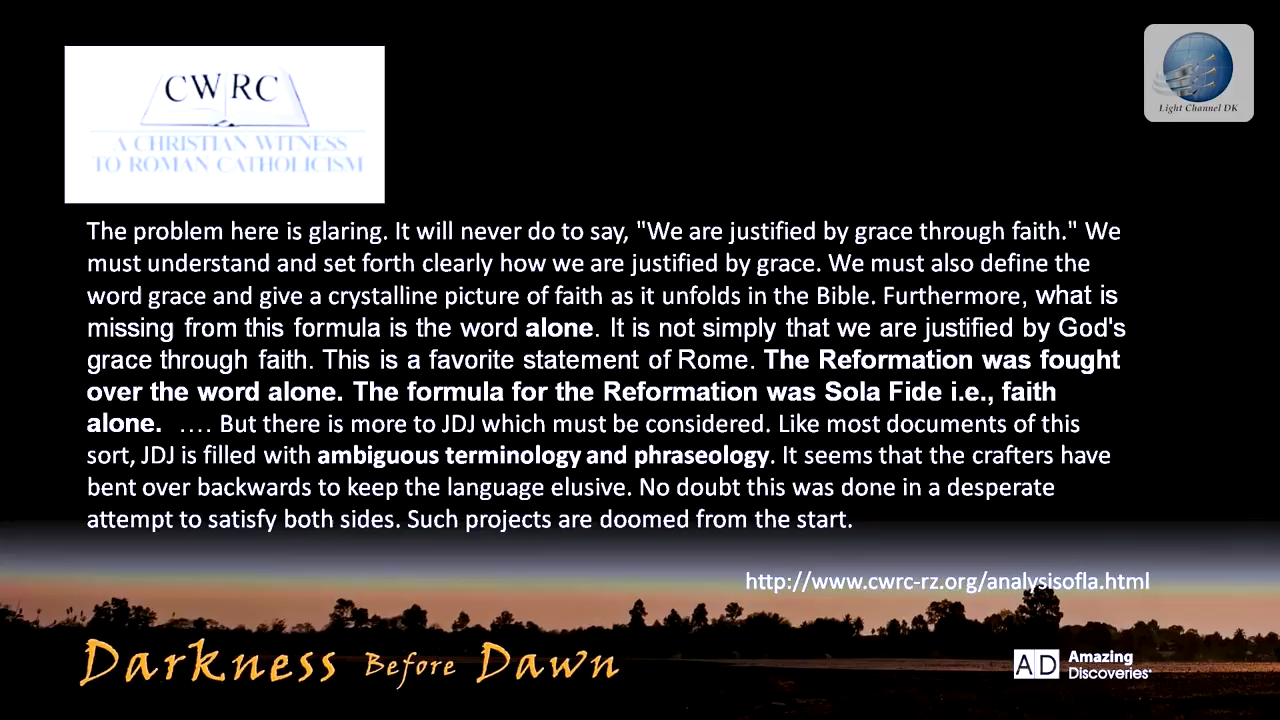 CWRC
A CHRISTIAN WITNESS
TO ROMAN CATHOLICISM
Light Channel DK
The problem here is glaring. It will never do to say, "We are justified by grace through faith." We
must understand and set forth clearly how we are justified by grace. We must also define the
word grace and give a crystalline picture of faith as it unfolds in the Bible. Furthermore, what is
missing from this formula is the word alone. It is not simply that we are justified by God's
grace through faith. This is a favorite statement of Rome. The Reformation was fought
over the word alone. The formula for the Reformation was Sola Fide i.e., faith
alone. .... But there is more to JDJ which must be considered. Like most documents of this
sort, JDJ is filled with ambiguous terminology and phraseology. It seems that the crafters have
bent over backwards to keep the language elusive. No doubt this was done in a desperate
attempt to satisfy both sides. Such projects are doomed from the start.
http://www.cwrc-rz.org/analysisofla.html
Darkness Before Dawn
AD Amazing
Discoveries